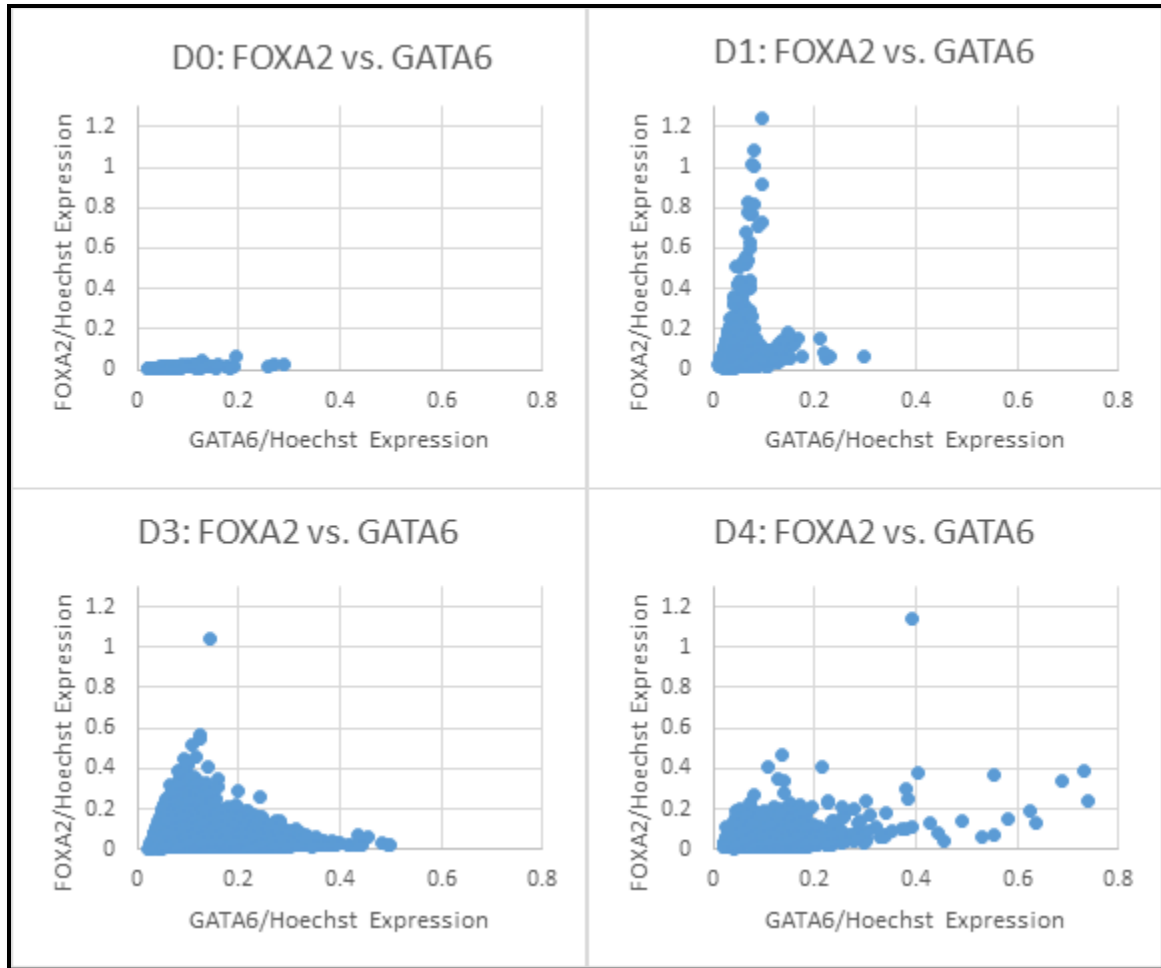 D0: FOXA2 vs. GATA6
FOXA2/Hoechst Expression
1.2
1
0.8
0.6
0.4
0.2
0
0 0.2 0.4 0.6 0.8
GATA6/Hoechst Expression
D1: FOXA2 vs. GATA6
FOXA2/Hoechst Expression
1.2
1
0.8
0.6
0.4
0.2
0
0 0.2 0.4 0.6 0.8
GATA6/Hoechst Expression
D3: FOXA2 vs. GATA6
FOXA2/Hoechst Expression
1.2
1
0.8
0.6
0.4
0.2
0
0 0.2 0.4 0.6 0.8
GATA6/Hoechst Expression
D4: FOXA2 vs. GATA6
FOXA2/Hoechst Expression
1.2
1
0.8
0.6
0.4
0.2
0
0 0.2 0.4 0.6 0.8
GATA6/Hoechst Expression